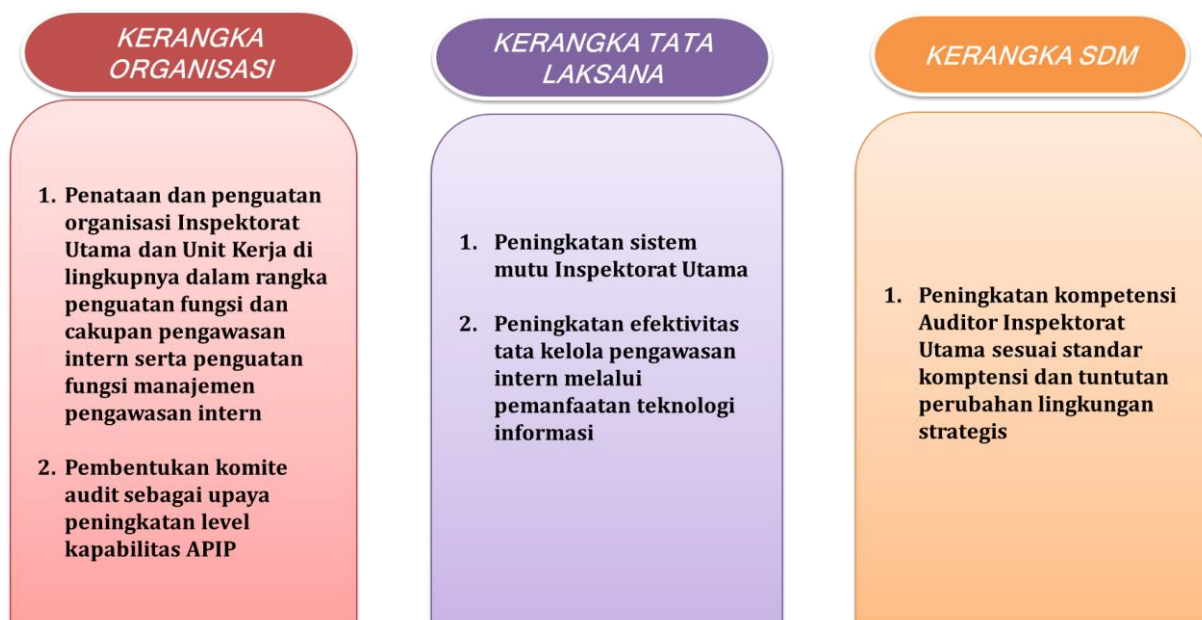 KERANGKA
ORGANISASI
1. Penataan dan penguatan
organisasi Inspektorat
Utama dan Unit Kerja di
lingkupnya dalam rangka
penguatan fungsi dan
cakupan pengawasan
intern serta penguatan
fungsi manajemen
pengawasan intern
2. Pembentukan komite
audit sebagai upaya
peningkatan level
kapabilitas APIP
KERANGKA TATA
LAKSANA
1. Peningkatan sistem
mutu Inspektorat Utama
2. Peningkatan efektivitas
tata kelola pengawasan
intern melalui
pemanfaatan teknologi
informasi
KERANGKA SDM
1. Peningkatan kompetensi
Auditor Inspektorat
Utama sesuai standar
komptensi dan tuntutan
perubahan lingkungan
strategis